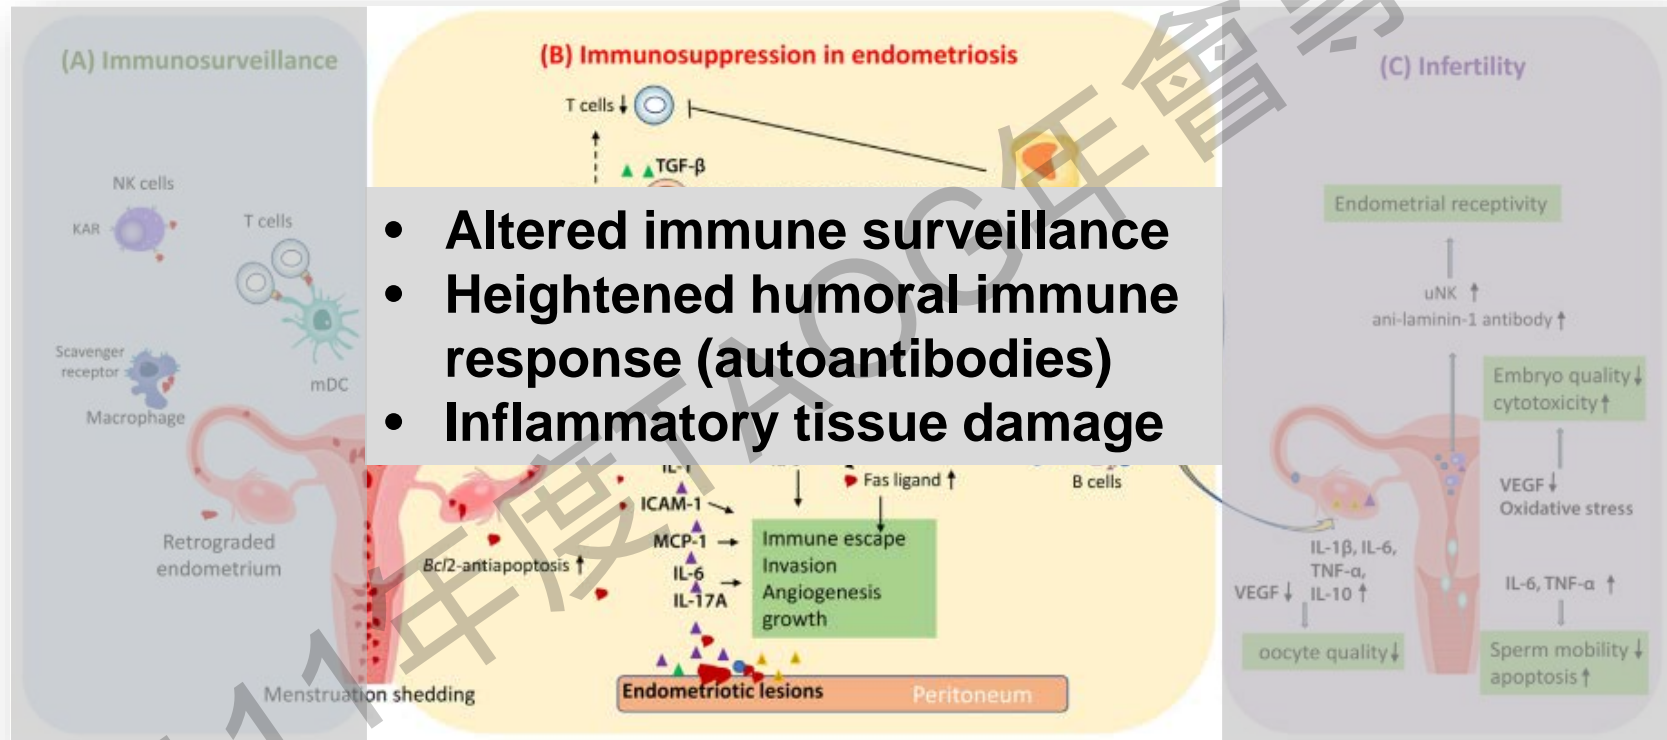 (A) Immunosurveillance
NK cells
KAR
T cells
Scavenger
receptor
mDC
Macrophage
Retrograded
endometrium
Menstruation shedding
(B) Immunosuppression in endometriosis
T cells ↓
TGF-β
• Altered immune surveillance
• Heightened humoral immune
response (autoantibodies)
• Inflammatory tissue damage
IL-1
ICAM-1
MCP-1
IL-6
IL-17A
Bcl2-antiapoptosis ↑
Fas ligand ↑
B cells
Immune escape
Invasion
Angiogenesis
growth
Endometriotic lesions
Peritoneum
(C) Infertility
Endometrial receptivity
uNK ↑
ani-laminin-1 antibody ↑
Embryo quality ↓
cytotoxicity ↑
VEGF ↓
Oxidative stress
IL-1β, IL-6,
TNF-α,
IL-10 ↑
VEGF ↓
oocyte quality ↓
IL-6, TNF-α ↑
Sperm mobility ↓
apoptosis ↑
11年度TAOG年會